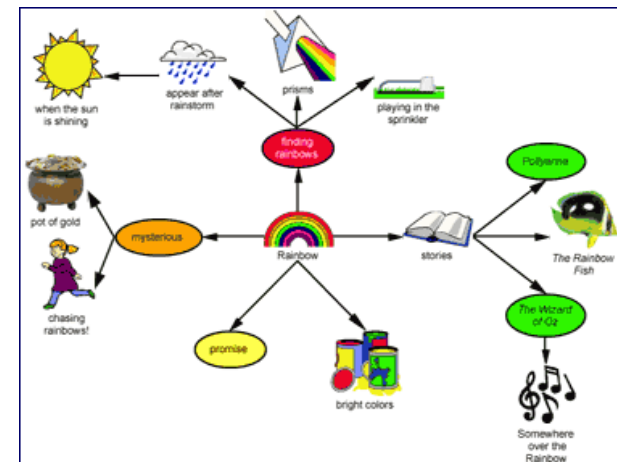 prisms
when the sun
is shining
appear after
rainstorm
playing in the
sprinkler
finding
rainbows
Pollyanna
pot of gold
mysterious
Rainbow
stories
The Rainbow
Fish
chasing
rainbows!
promise
bright colors
The Wizard
of Oz
Somewhere
over the
Rainbow